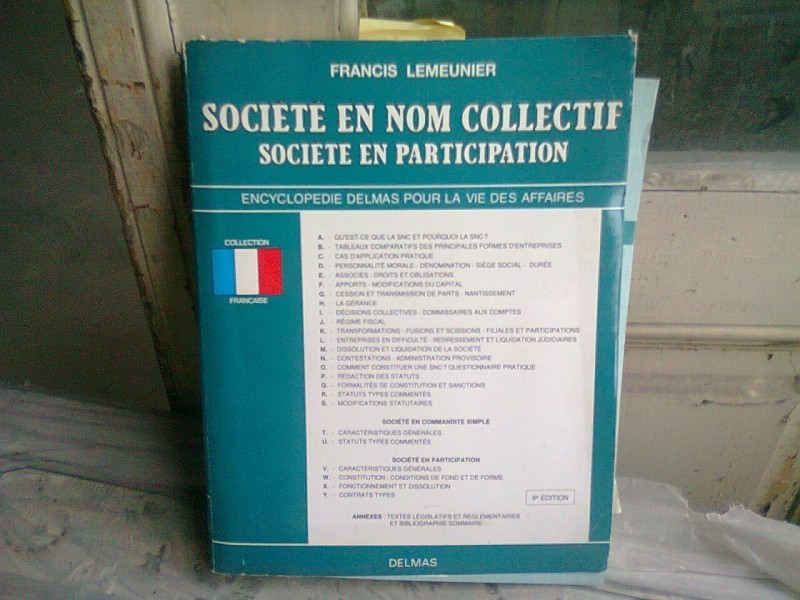 FRANCIS LEMEUNIER
SOCIETE EN NOM COLLECTIF
SOCIETE EN PARTICIPATION
ENCYCLOPEDIE DELMAS POUR LA VIE DES AFFAIRES
COLLECTION
FRANÇAISE
A. - QU'EST-CE QUE LA SNC ET POURQUOI LA SNC ?
B. - TABLEAUX COMPARATIFS DES PRINCIPALES FORMES D'ENTREPRISES
C. - CAS D'APPLICATION PRATIQUE
D. - PERSONNALITÉ MORALE - DÉNOMINATION - SIÈGE SOCIAL - DURÉE
E. - ASSOCIÉS : DROITS ET OBLIGATIONS
F. - APPORTS - MODIFICATIONS DU CAPITAL
G. - CESSION ET TRANSMISSION DE PARTS - NANTISSEMENT
H. - LA GÉRANCE
I. - DÉCISIONS COLLECTIVES - COMMISSAIRES AUX COMPTES
J. - RÉGIME FISCAL
K. - TRANSFORMATIONS - FUSIONS ET SCISSIONS - FILIALES ET PARTICIPATIONS
L. - ENTREPRISES EN DIFFICULTÉ - REDRESSEMENT ET LIQUIDATION JUDICIAIRES
M. - DISSOLUTION ET LIQUIDATION DE LA SOCIÉTÉ
N. - CONTESTATIONS - ADMINISTRATION PROVISOIRE
O. - COMMENT CONSTITUER UNE SNC ? QUESTIONNAIRE PRATIQUE
P. - RÉDACTION DES STATUTS
Q. - FORMALITÉS DE CONSTITUTION ET SANCTIONS
R. - STATUTS TYPES COMMENTÉS
S. - MODIFICATIONS STATUTAIRES
SOCIÉTÉ EN COMMANDITE SIMPLE
T. - CARACTÉRISTIQUES GÉNÉRALES
U. - STATUTS TYPES COMMENTÉS
SOCIÉTÉ EN PARTICIPATION
V. - CARACTÉRISTIQUES GÉNÉRALES
W. - CONSTITUTION : CONDITIONS DE FOND ET DE FORME
X. - FONCTIONNEMENT ET DISSOLUTION
Y. - CONTRATS TYPES
9e ÉDITION
ANNEXES : TEXTES LÉGISLATIFS ET RÉGLEMENTAIRES
ET BIBLIOGRAPHIE SOMMAIRE
DELMAS